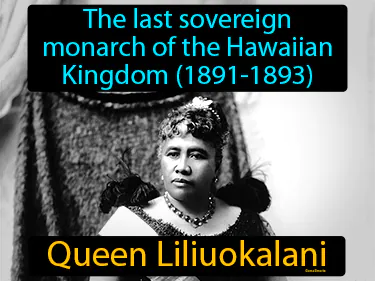 The last sovereign
monarch of the Hawaiian
Kingdom (1891-1893)
Queen Liliuokalani